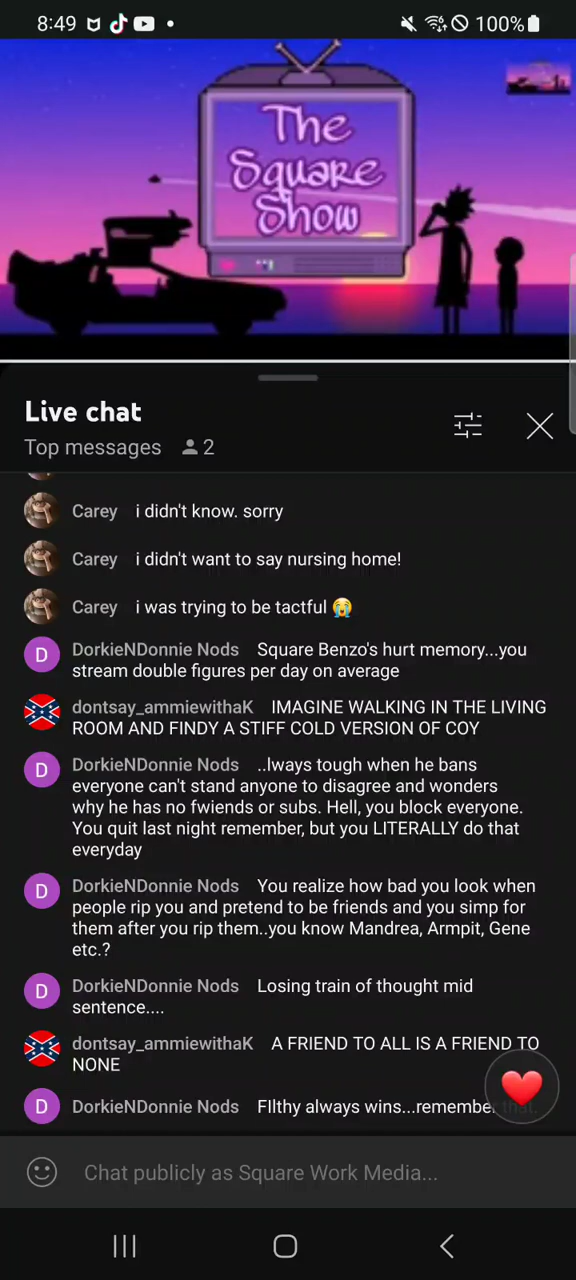 8:49
100%
The
Square
Show
Live chat
Top messages 2
Carey i didn't know. sorry
Carey i didn't want to say nursing home!
Carey i was trying to be tactful 😭
D DorkieNDonnie Nods Square Benzo's hurt memory...you
stream double figures per day on average
dontsay_ammiewithaK IMAGINE WALKING IN THE LIVING
ROOM AND FINDY A STIFF COLD VERSION OF COY
D DorkieNDonnie Nods ..lways tough when he bans
everyone can't stand anyone to disagree and wonders
why he has no fwiends or subs. Hell, you block everyone.
You quit last night remember, but you LITERALLY do that
everyday
D DorkieNDonnie Nods You realize how bad you look when
people rip you and pretend to be friends and you simp for
them after you rip them..you know Mandrea, Armpit, Gene
etc.?
D DorkieNDonnie Nods Losing train of thought mid
sentence....
dontsay_ammiewithaK A FRIEND TO ALL IS A FRIEND TO
NONE
D DorkieNDonnie Nods FIlthy always wins...remember that.
Chat publicly as Square Work Media...